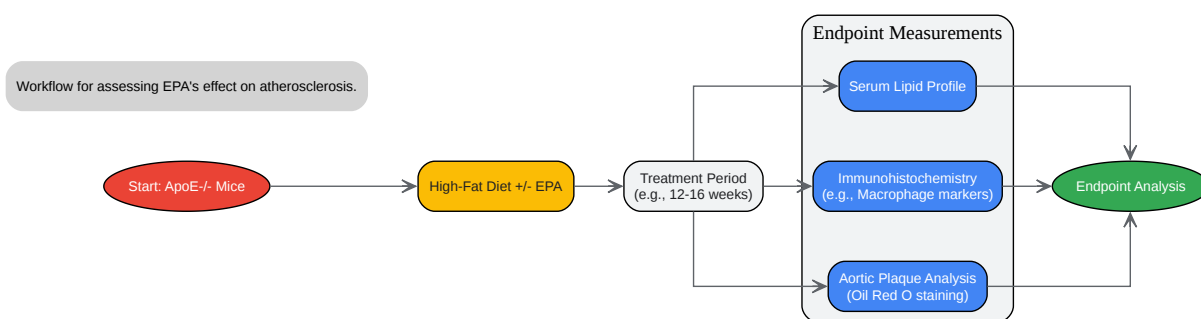 Workflow for assessing EPA's effect on atherosclerosis.
Start: ApoE-/- Mice
High-Fat Diet +/- EPA
Treatment Period
(e.g., 12-16 weeks)
Endpoint Measurements
Serum Lipid Profile
Immunohistochemistry
(e.g., Macrophage markers)
Aortic Plaque Analysis
(Oil Red O staining)
Endpoint Analysis